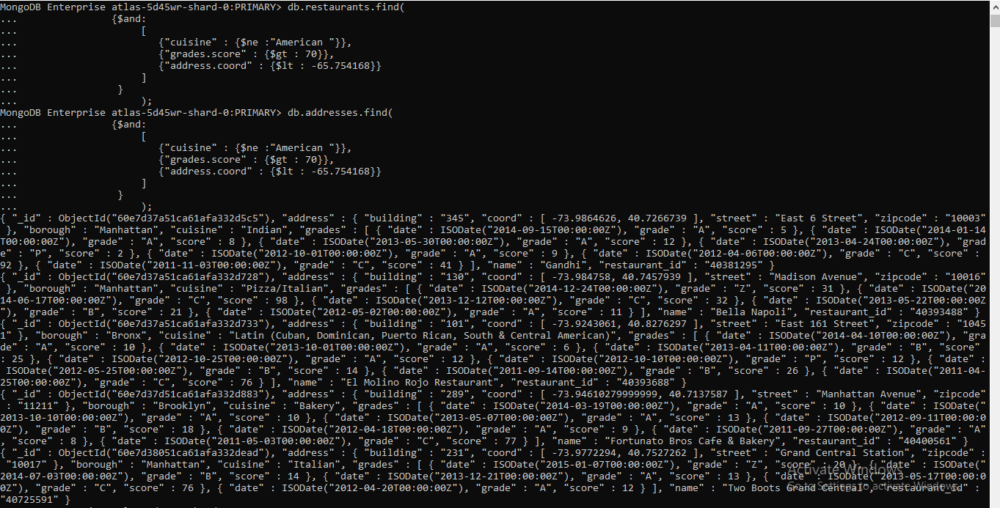 MongoDB Enterprise atlas-5d45wr-shard-0:PRIMARY> db.restaurants.find(
...                {$and:
...                     [
...                        {"cuisine" : {$ne :"American "}},
...                        {"grades.score" : {$gt : 70}},
...                        {"address.coord" : {$lt : -65.754168}}
...                     ]
...                 }
...                     );
MongoDB Enterprise atlas-5d45wr-shard-0:PRIMARY> db.addresses.find(
...                {$and:
...                     [
...                        {"cuisine" : {$ne :"American "}},
...                        {"grades.score" : {$gt : 70}},
...                        {"address.coord" : {$lt : -65.754168}}
...                     ]
...                 }
...                     );
{ "_id" : ObjectId("60e7d37a51ca61afa332d5c5"), "address" : { "building" : "345", "coord" : [ -73.9864626, 40.7266739 ], "street" : "East 6 Street", "zipcode" : "10003"
 }, "borough" : "Manhattan", "cuisine" : "Indian", "grades" : [ { "date" : ISODate("2014-09-15T00:00:00Z"), "grade" : "A", "score" : 5 }, { "date" : ISODate("2014-01-14
T00:00:00Z"), "grade" : "A", "score" : 8 }, { "date" : ISODate("2013-05-30T00:00:00Z"), "grade" : "A", "score" : 12 }, { "date" : ISODate("2013-04-24T00:00:00Z"), "grad
e" : "P", "score" : 2 }, { "date" : ISODate("2012-10-01T00:00:00Z"), "grade" : "A", "score" : 9 }, { "date" : ISODate("2012-04-06T00:00:00Z"), "grade" : "C", "score" :
92 }, { "date" : ISODate("2011-11-03T00:00:00Z"), "grade" : "C", "score" : 41 } ], "name" : "Gandhi", "restaurant_id" : "40381295" }
{ "_id" : ObjectId("60e7d37a51ca61afa332d728"), "address" : { "building" : "130", "coord" : [ -73.984758, 40.7457939 ], "street" : "Madison Avenue", "zipcode" : "10016"
 }, "borough" : "Manhattan", "cuisine" : "Pizza/Italian", "grades" : [ { "date" : ISODate("2014-12-24T00:00:00Z"), "grade" : "Z", "score" : 31 }, { "date" : ISODate("20
14-06-17T00:00:00Z"), "grade" : "C", "score" : 98 }, { "date" : ISODate("2013-12-12T00:00:00Z"), "grade" : "C", "score" : 32 }, { "date" : ISODate("2013-05-22T00:00:00Z
"), "grade" : "B", "score" : 21 }, { "date" : ISODate("2012-05-02T00:00:00Z"), "grade" : "A", "score" : 11 } ], "name" : "Bella Napoli", "restaurant_id" : "40393488" }
{ "_id" : ObjectId("60e7d37a51ca61afa332d733"), "address" : { "building" : "101", "coord" : [ -73.9243061, 40.8276297 ], "street" : "East 161 Street", "zipcode" : "1045
1" }, "borough" : "Bronx", "cuisine" : "Latin (Cuban, Dominican, Puerto Rican, South & Central American)", "grades" : [ { "date" : ISODate("2014-04-10T00:00:00Z"), "gra
de" : "A", "score" : 10 }, { "date" : ISODate("2013-10-01T00:00:00Z"), "grade" : "A", "score" : 6 }, { "date" : ISODate("2013-04-11T00:00:00Z"), "grade" : "B", "score"
: 25 }, { "date" : ISODate("2012-10-25T00:00:00Z"), "grade" : "A", "score" : 12 }, { "date" : ISODate("2012-10-10T00:00:00Z"), "grade" : "P", "score" : 12 }, { "date" :
 ISODate("2012-05-25T00:00:00Z"), "grade" : "B", "score" : 14 }, { "date" : ISODate("2011-09-14T00:00:00Z"), "grade" : "B", "score" : 26 }, { "date" : ISODate("2011-04-
25T00:00:00Z"), "grade" : "C", "score" : 76 } ], "name" : "El Molino Rojo Restaurant", "restaurant_id" : "40393688" }
{ "_id" : ObjectId("60e7d37d51ca61afa332d883"), "address" : { "building" : "289", "coord" : [ -73.94610279999999, 40.7137587 ], "street" : "Manhattan Avenue", "zipcode"
 : "11211" }, "borough" : "Brooklyn", "cuisine" : "Bakery", "grades" : [ { "date" : ISODate("2014-03-19T00:00:00Z"), "grade" : "A", "score" : 10 }, { "date" : ISODate("
2013-10-10T00:00:00Z"), "grade" : "A", "score" : 10 }, { "date" : ISODate("2013-05-07T00:00:00Z"), "grade" : "A", "score" : 13 }, { "date" : ISODate("2012-09-11T00:00:0
0Z"), "grade" : "B", "score" : 18 }, { "date" : ISODate("2012-04-18T00:00:00Z"), "grade" : "A", "score" : 9 }, { "date" : ISODate("2011-09-27T00:00:00Z"), "grade" : "A"
, "score" : 8 }, { "date" : ISODate("2011-05-03T00:00:00Z"), "grade" : "C", "score" : 77 } ], "name" : "Fortunato Bros Cafe & Bakery", "restaurant_id" : "40400561" }
{ "_id" : ObjectId("60e7d38051ca61afa332dead"), "address" : { "building" : "231", "coord" : [ -73.9772294, 40.7527262 ], "street" : "Grand Central Station", "zipcode" :
 "10017" }, "borough" : "Manhattan", "cuisine" : "Italian", "grades" : [ { "date" : ISODate("2015-01-07T00:00:00Z"), "grade" : "Z", "score" : 20 }, { "date" : ISODate("
2014-07-03T00:00:00Z"), "grade" : "B", "score" : 14 }, { "date" : ISODate("2013-12-21T00:00:00Z"), "grade" : "A", "score" : 13 }, { "date" : ISODate("2013-05-17T00:00:0
0Z"), "grade" : "C", "score" : 76 }, { "date" : ISODate("2012-04-20T00:00:00Z"), "grade" : "A", "score" : 12 } ], "name" : "Two Boots Grand Central", "restaurant_id" :
"40725591" }
Activate Windows
Go to Settings to activate Windows.